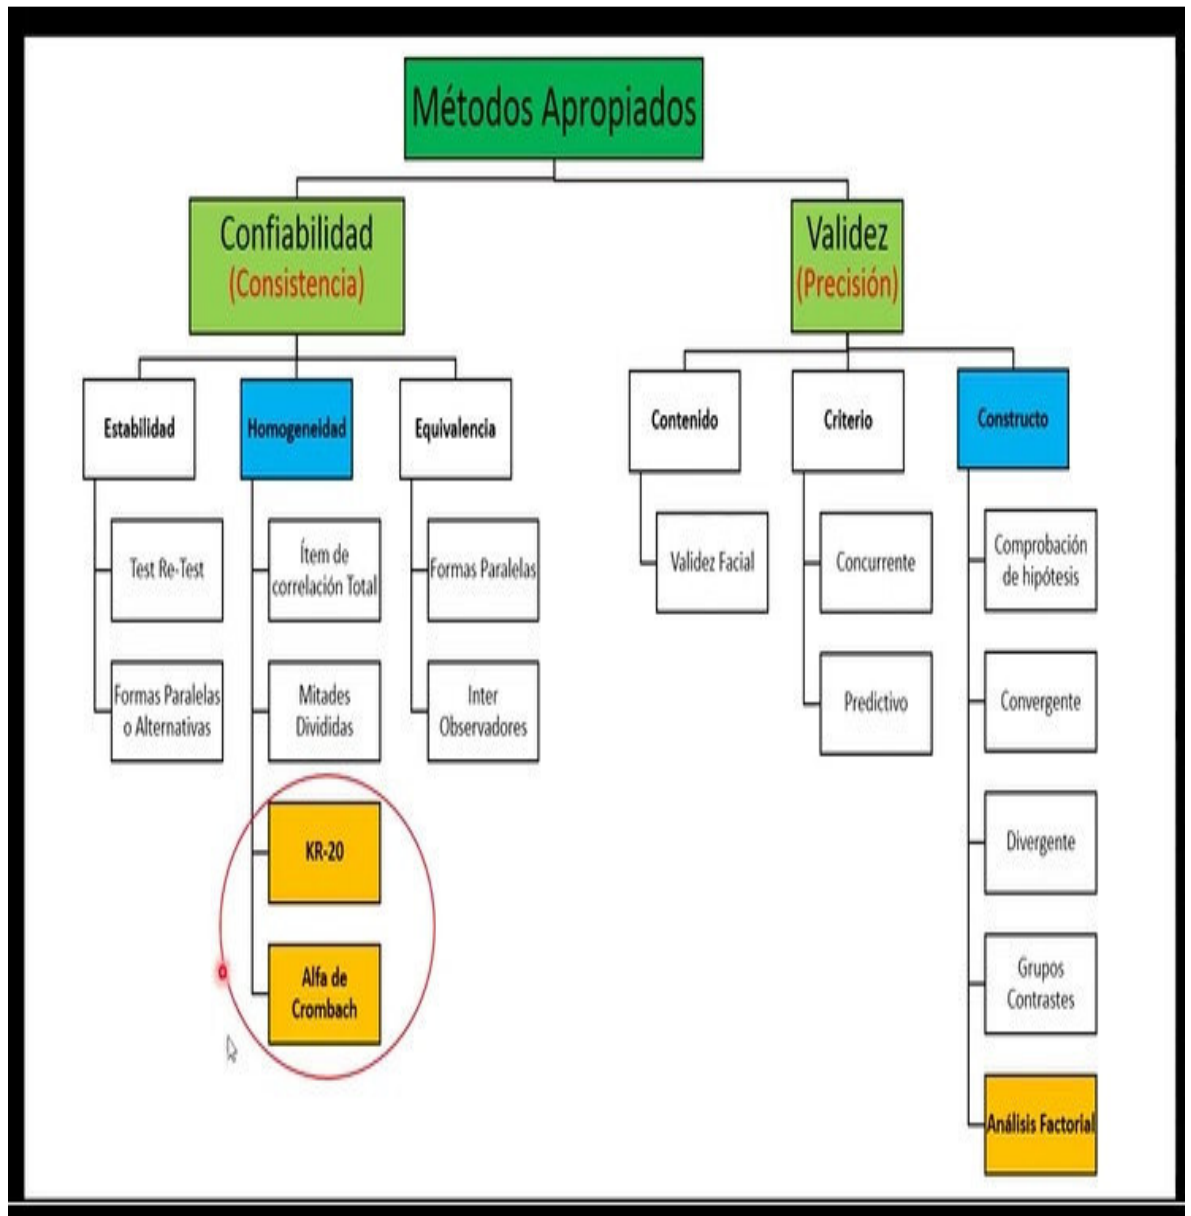 Métodos Apropiados
Confiabilidad
(Consistencia)
Validez
(Precisión)
Estabilidad
Homogeneidad
Equivalencia
Contenido
Criterio
Constructo
Test Re-Test
Formas Paralelas
o Alternativas
Ítem de
correlación Total
Mitades
Divididas
KR-20
Alfa de
Crombach
Formas Paralelas
Inter
Observadores
Validez Facial
Concurrente
Predictivo
Comprobación
de hipótesis
Convergente
Divergente
Grupos
Contrastes
Análisis Factorial